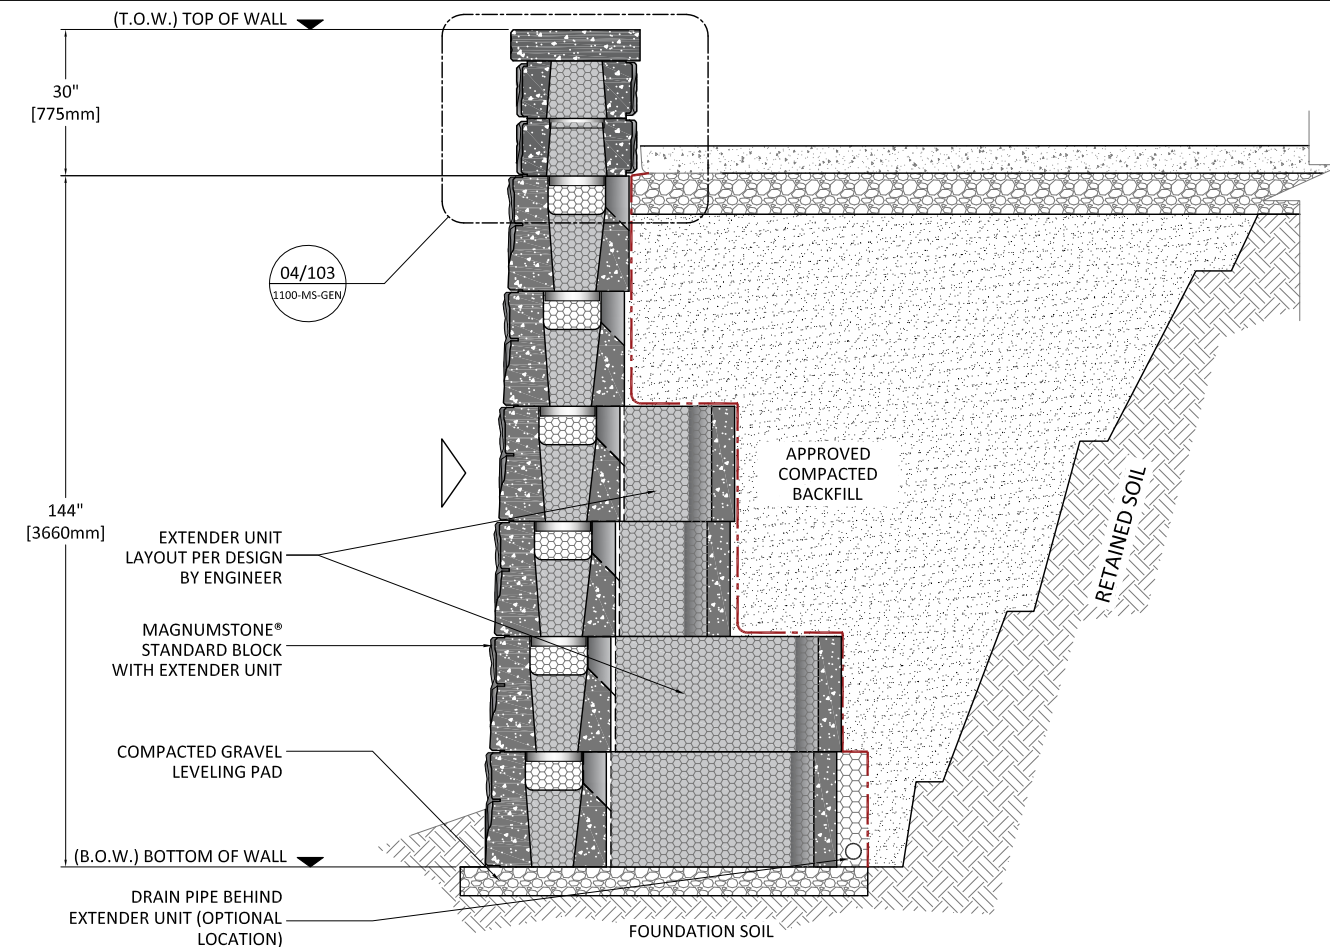 (T.O.W.) TOP OF WALL
30"
[775mm]
04/103
1100-MS-GEN
APPROVED
COMPACTED
BACKFILL
RETAINED SOIL
144"
[3660mm]
EXTENDER UNIT
LAYOUT PER DESIGN
BY ENGINEER
MAGNUMSTONE®
STANDARD BLOCK
WITH EXTENDER UNIT
COMPACTED GRAVEL
LEVELING PAD
(B.O.W.) BOTTOM OF WALL
DRAIN PIPE BEHIND
EXTENDER UNIT (OPTIONAL
LOCATION)
FOUNDATION SOIL